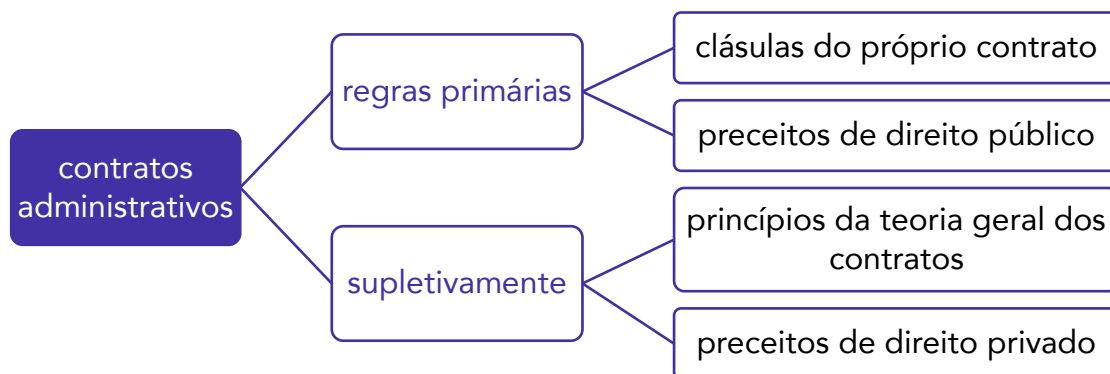 contratos
administrativos
regras primárias
clásulas do próprio contrato
preceitos de direito público
supletivamente
princípios da teoria geral dos
contratos
preceitos de direito privado